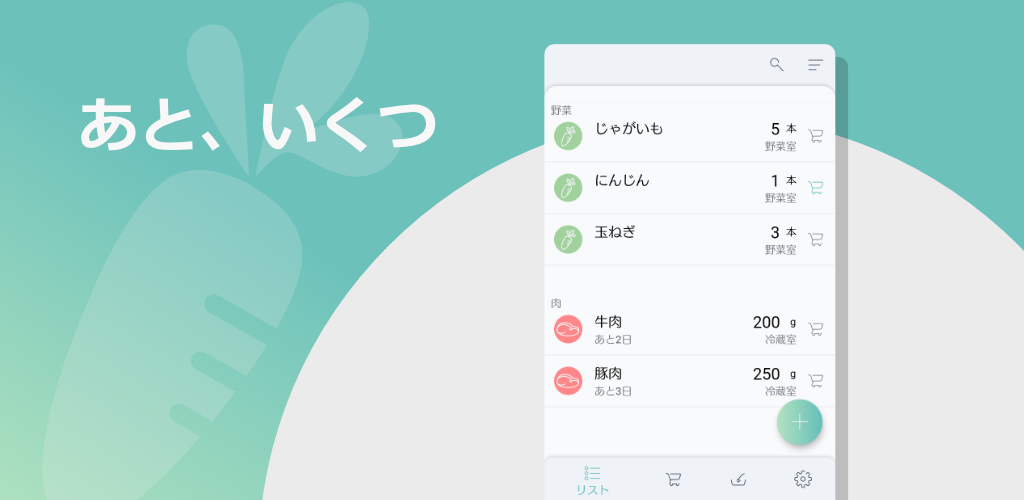 あと、いくつ
野菜
じゃがいも 5 本
野菜室
にんじん 1 本
野菜室
玉ねぎ 3 本
野菜室
肉
牛肉 200 g
あと2日 冷蔵室
豚肉 250 g
あと3日 冷蔵室
リスト